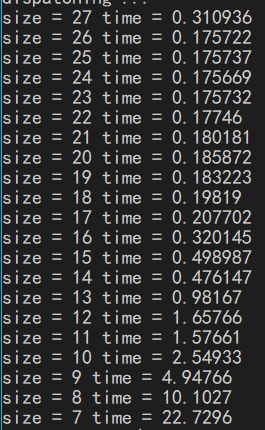 dispatching ...
size = 27 time = 0.310936
size = 26 time = 0.175722
size = 25 time = 0.175737
size = 24 time = 0.175669
size = 23 time = 0.175732
size = 22 time = 0.17746
size = 21 time = 0.180181
size = 20 time = 0.185872
size = 19 time = 0.183223
size = 18 time = 0.19819
size = 17 time = 0.207702
size = 16 time = 0.320145
size = 15 time = 0.498987
size = 14 time = 0.476147
size = 13 time = 0.98167
size = 12 time = 1.65766
size = 11 time = 1.57661
size = 10 time = 2.54933
size = 9 time = 4.94766
size = 8 time = 10.1027
size = 7 time = 22.7296